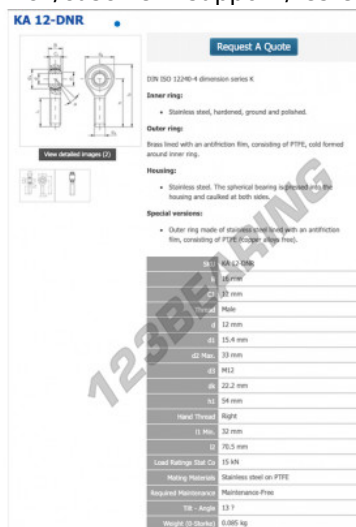 KA 12-DNR
Request A Quote
DIN ISO 12240-4 dimension series K
Inner ring:
• Stainless steel, hardened, ground and polished.
Outer ring:
Brass lined with an antifriction film, consisting of PTFE, cold formed
around inner ring.
Housing:
View detailed images (2)
• Stainless steel. The spherical bearing is pressed into the
housing and caulked at both sides.
Special versions:
• Outer ring made of stainless steel lined with an antifriction
film, consisting of PTFE (copper alloys free).
123BEARING
SKU KA 12-DNR
16 mm
12 mm
Thread Male
d 12 mm
d1 15.4 mm
d2 Max. 33 mm
d3 M12
dk 22.2 mm
h1 54 mm
Hand Thread Right
l1 Min. 32 mm
l2 70.5 mm
Load Ratings Stat Co 15 kN
Mating Materials Stainless steel on PTFE
Required Maintenance Maintenance-Free
Tilt - Angle 13 ?
Weight 0.085 kg